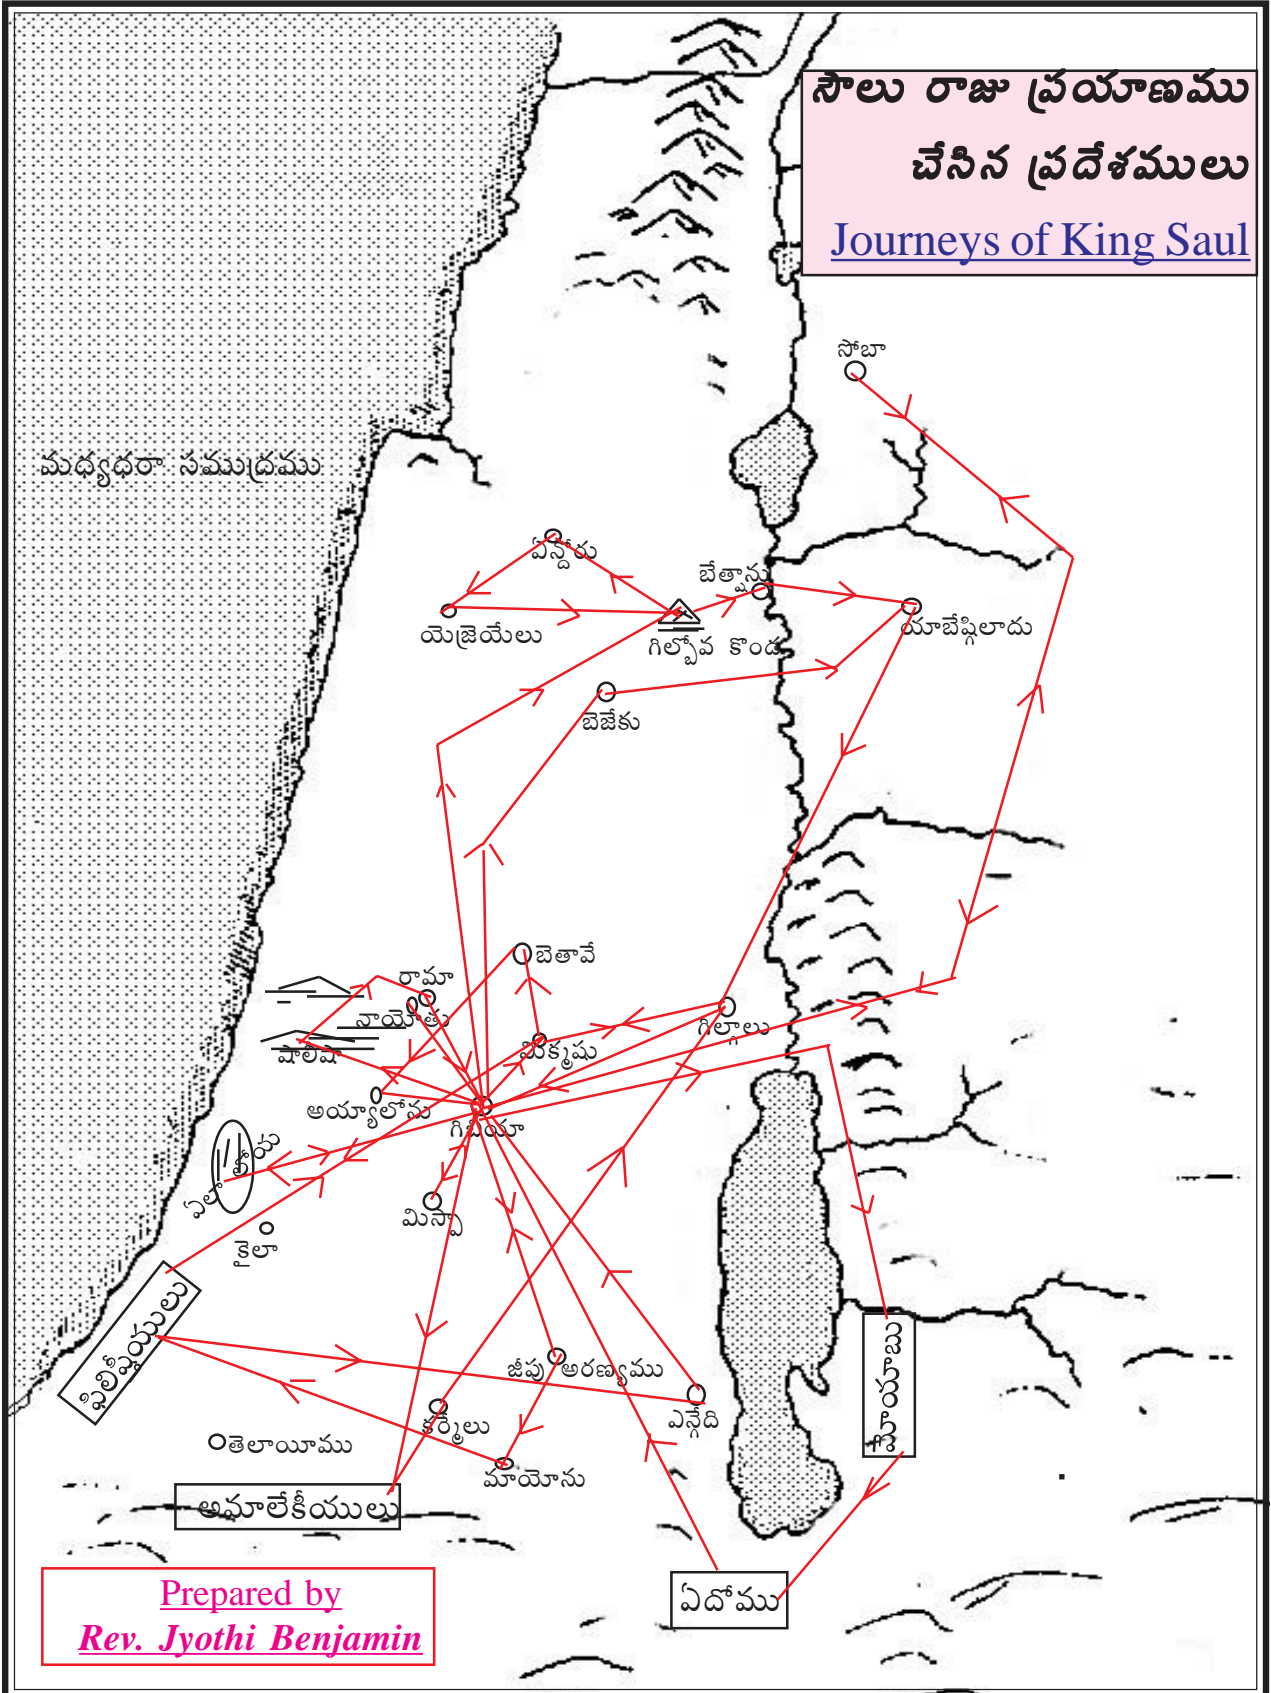 సౌలు రాజు ప్రయాణము
చేసిన ప్రదేశములు
Journeys of King Saul
సోబా
మధ్యధరా సముద్రము
ఏన్దోరు
బేత్షాను
యెజ్రెయేలు
గిల్బోవ కొండ
యాబేష్గిలాదు
బెజేకు
బెతావే
రామా
నాయోతు
గిల్గాలు
షాలిషా
మిక్మషు
అయ్యాలోను
గిబియా
ఏలా లోయ
మిస్పా
కైలా
ఫిలిష్తీయులు
మోయాబు
జీపు అరణ్యము
ఎన్గేది
కర్మేలు
తెలాయీము
మాయోను
అమాలేకీయులు
ఏదోము
Prepared by
Rev. Jyothi Benjamin